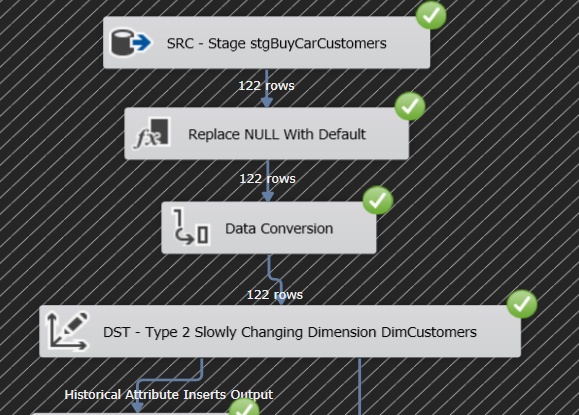 SRC - Stage stgBuyCarCustomers
122 rows
fx Replace NULL With Default
122 rows
Data Conversion
122 rows
DST - Type 2 Slowly Changing Dimension DimCustomers
Historical Attribute Inserts Output